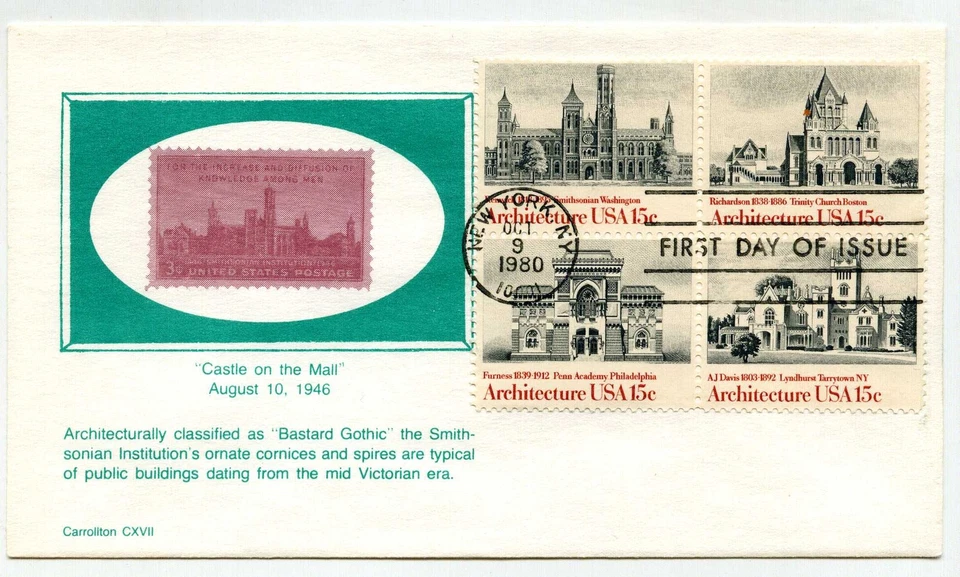 FOR THE INCREASE AND DIFFUSION OF
KNOWLEDGE AMONG MEN
3¢
UNITED STATES POSTAGE
"Castle on the Mall"
August 10, 1946
Architecturally classified as "Bastard Gothic" the Smith-
sonian Institution's ornate cornices and spires are typical
of public buildings dating from the mid Victorian era.
Carrollton CXVII
Smithsonian Washington
Architecture USA 15c
Richardson 1838-1886 Trinity Church Boston
Architecture USA 15c
NEW YORK, NY
OCT
9
1980
FIRST DAY OF ISSUE
Furness 1839-1912 Penn Academy Philadelphia
Architecture USA 15c
AJ Davis 1803-1892 Lyndhurst Tarrytown NY
Architecture USA 15c